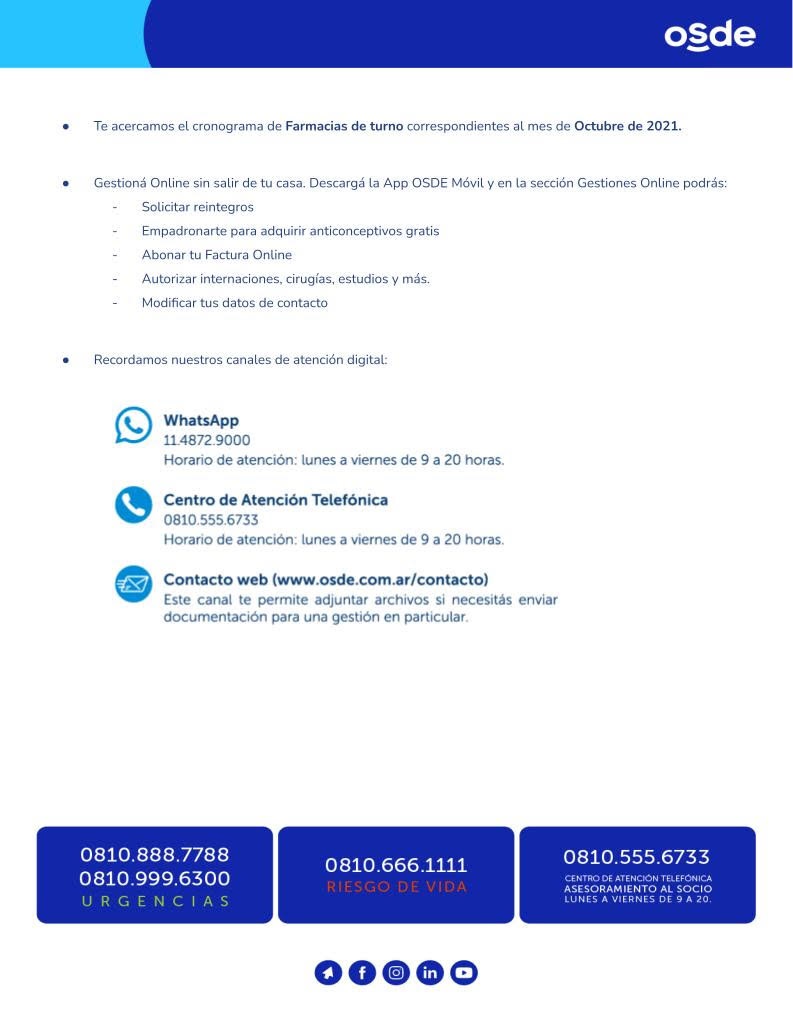 osde
● Te acercamos el cronograma de Farmacias de turno correspondientes al mes de Octubre de 2021.
● Gestioná Online sin salir de tu casa. Descargá la App OSDE Móvil y en la sección Gestiones Online podrás:
- Solicitar reintegros
- Empadronarte para adquirir anticonceptivos gratis
- Abonar tu Factura Online
- Autorizar internaciones, cirugías, estudios y más.
- Modificar tus datos de contacto
● Recordamos nuestros canales de atención digital:
WhatsApp
11.4872.9000
Horario de atención: lunes a viernes de 9 a 20 horas.
Centro de Atención Telefónica
0810.555.6733
Horario de atención: lunes a viernes de 9 a 20 horas.
Contacto web (www.osde.com.ar/contacto)
Este canal te permite adjuntar archivos si necesitás enviar
documentación para una gestión en particular.
0810.888.7788
0810.999.6300
URGENCIAS
0810.666.1111
RIESGO DE VIDA
0810.555.6733
CENTRO DE ATENCIÓN TELEFÓNICA
ASESORAMIENTO AL SOCIO
LUNES A VIERNES DE 9 A 20.